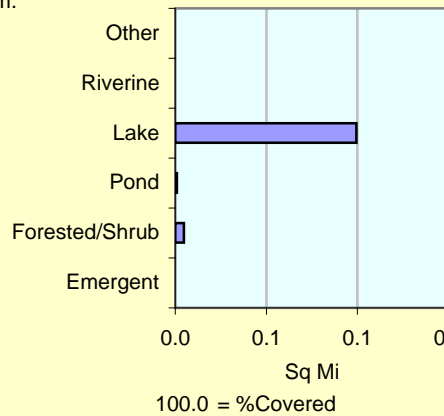 Other
Riverine
Lake
Pond
Forested/Shrub
Emergent
0.0 0.1 0.1
Sq Mi
100.0 = %Covered